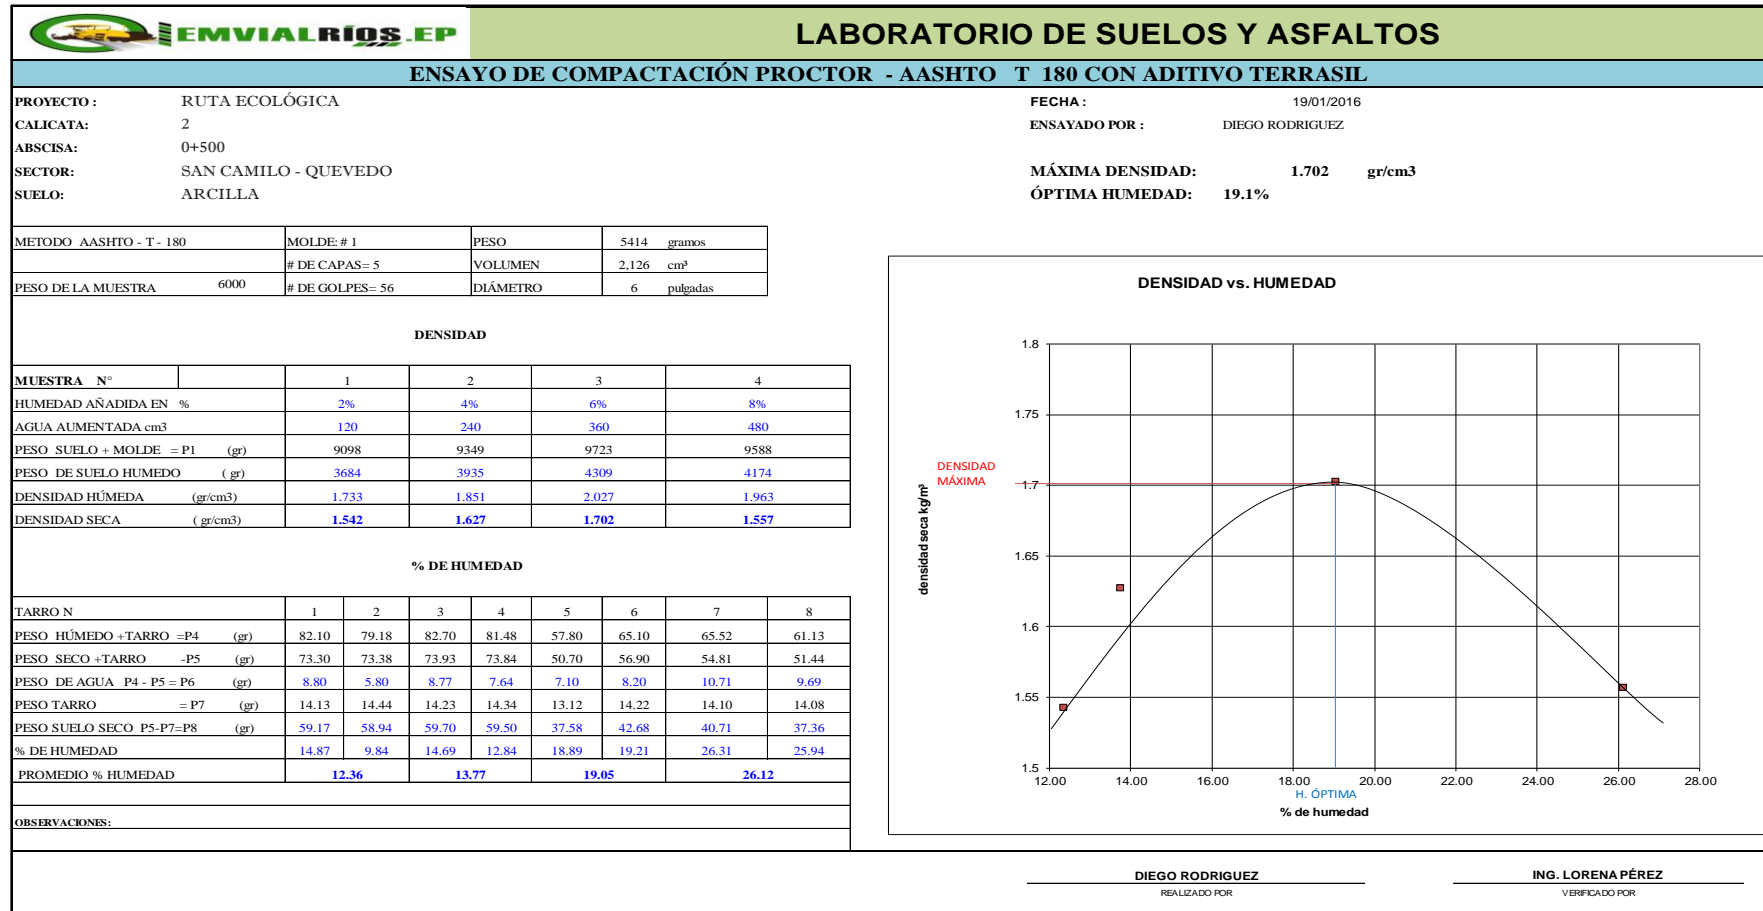 EMVIALRÍOS.EP
LABORATORIO DE SUELOS Y ASFALTOS
ENSAYO DE COMPACTACIÓN PROCTOR - AASHTO T 180 CON ADITIVO TERRASIL
PROYECTO : RUTA ECOLÓGICA
CALICATA: 2
ABSCISA: 0+500
SECTOR: SAN CAMILO - QUEVEDO
SUELO: ARCILLA
FECHA : 19/01/2016
ENSAYADO POR : DIEGO RODRIGUEZ
MÁXIMA DENSIDAD: 1.702 gr/cm3
ÓPTIMA HUMEDAD: 19.1%
METODO AASHTO - T - 180 MOLDE: # 1 PESO 5414 gramos
# DE CAPAS= 5 VOLUMEN 2,126 cm³
PESO DE LA MUESTRA 6000 # DE GOLPES= 56 DIÁMETRO 6 pulgadas
DENSIDAD
MUESTRA N° 1 2 3 4
HUMEDAD AÑADIDA EN % 2% 4% 6% 8%
AGUA AUMENTADA cm3 120 240 360 480
PESO SUELO + MOLDE = P1 (gr) 9098 9349 9723 9588
PESO DE SUELO HUMEDO ( gr) 3684 3935 4309 4174
DENSIDAD HÚMEDA (gr/cm3) 1.733 1.851 2.027 1.963
DENSIDAD SECA ( gr/cm3) 1.542 1.627 1.702 1.557
% DE HUMEDAD
TARRO N 1 2 3 4 5 6 7 8
PESO HÚMEDO +TARRO =P4 (gr) 82.10 79.18 82.70 81.48 57.80 65.10 65.52 61.13
PESO SECO +TARRO -P5 (gr) 73.30 73.38 73.93 73.84 50.70 56.90 54.81 51.44
PESO DE AGUA P4 - P5 = P6 (gr) 8.80 5.80 8.77 7.64 7.10 8.20 10.71 9.69
PESO TARRO = P7 (gr) 14.13 14.44 14.23 14.34 13.12 14.22 14.10 14.08
PESO SUELO SECO P5-P7=P8 (gr) 59.17 58.94 59.70 59.50 37.58 42.68 40.71 37.36
% DE HUMEDAD 14.87 9.84 14.69 12.84 18.89 19.21 26.31 25.94
PROMEDIO % HUMEDAD 12.36 13.77 19.05 26.12
OBSERVACIONES:
DENSIDAD vs. HUMEDAD
1.8
1.75
DENSIDAD
MÁXIMA
1.7
densidad seca kg/m³
1.65
1.6
1.55
1.5
12.00 14.00 16.00 18.00 20.00 22.00 24.00 26.00 28.00
H. ÓPTIMA
% de humedad
DIEGO RODRIGUEZ
REALIZADO POR
ING. LORENA PÉREZ
VERIFICADO POR